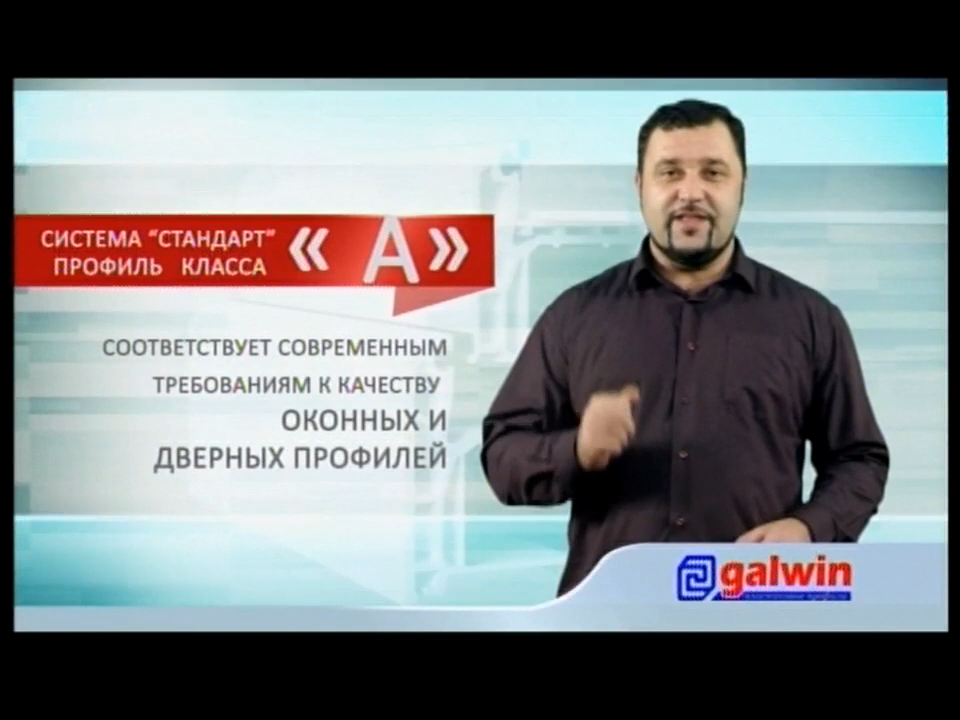 СИСТЕМА “СТАНДАРТ”
ПРОФИЛЬ КЛАССА
« А»
СООТВЕТСТВУЕТ СОВРЕМЕННЫМ
ТРЕБОВАНИЯМ К КАЧЕСТВУ
ОКОННЫХ И
ДВЕРНЫХ ПРОФИЛЕЙ
galwin